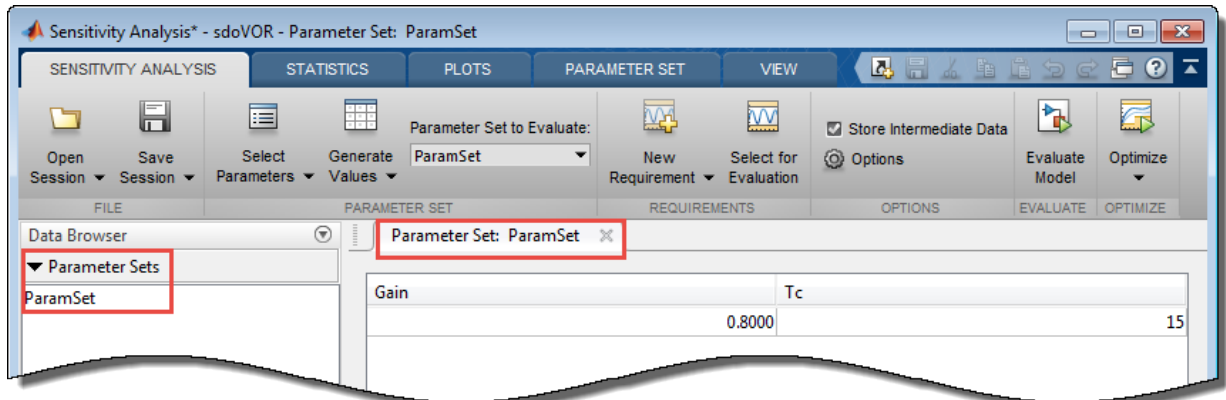 Sensitivity Analysis* - sdoVOR - Parameter Set: ParamSet
SENSITIVITY ANALYSIS STATISTICS PLOTS PARAMETER SET VIEW
Open Session
Save Session
Select Parameters
Generate Values
Parameter Set to Evaluate:
ParamSet
New Requirement
Select for Evaluation
Store Intermediate Data
Options
Evaluate Model
Optimize
FILE PARAMETER SET REQUIREMENTS OPTIONS EVALUATE OPTIMIZE
Data Browser
Parameter Sets
ParamSet
Parameter Set: ParamSet
Gain Tc
0.8000 15